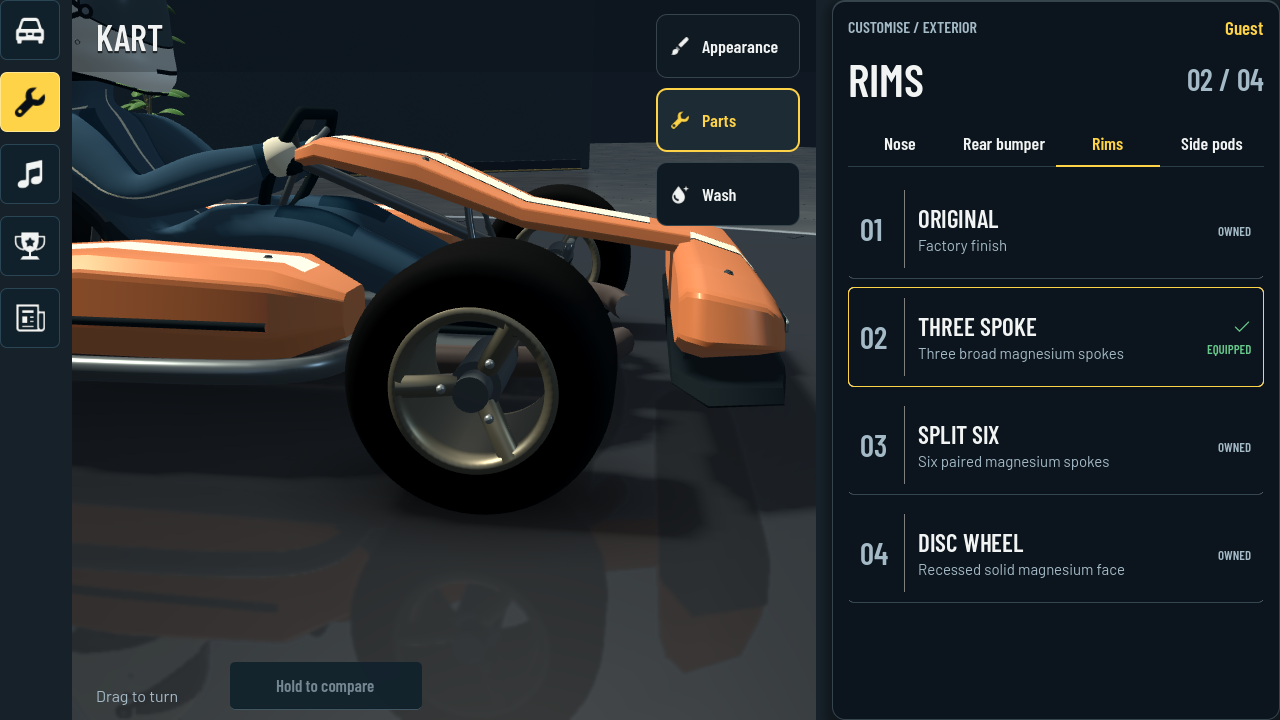 KART
Appearance
Parts
Wash
Drag to turn
Hold to compare
CUSTOMISE / EXTERIOR
Guest
RIMS
02 / 04
Nose
Rear bumper
Rims
Side pods
01
ORIGINAL
Factory finish
OWNED
02
THREE SPOKE
Three broad magnesium spokes
EQUIPPED
03
SPLIT SIX
Six paired magnesium spokes
OWNED
04
DISC WHEEL
Recessed solid magnesium face
OWNED